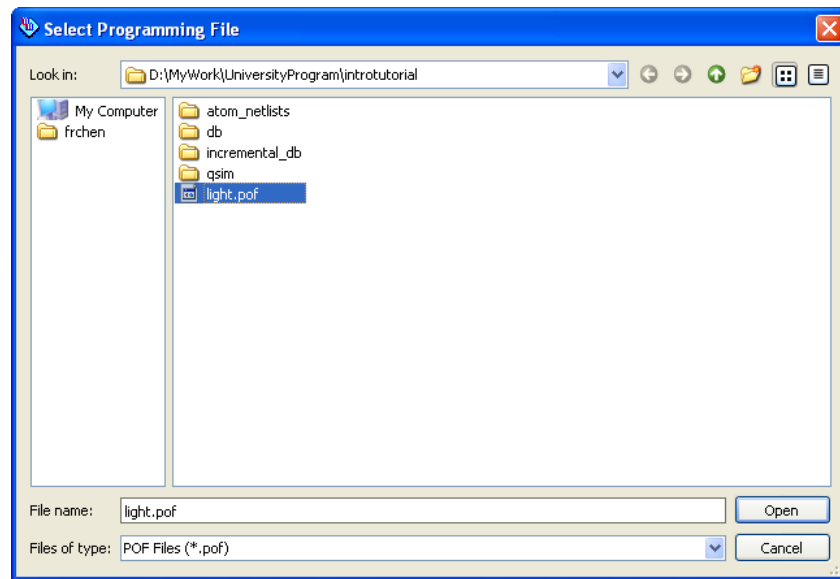 Select Programming File
Look in: D:\MyWork\UniversityProgram\introtutorial
My Computer
frchen
atom_netlists
db
incremental_db
qsim
light.pof
File name: light.pof Open
Files of type: POF Files (*.pof) Cancel